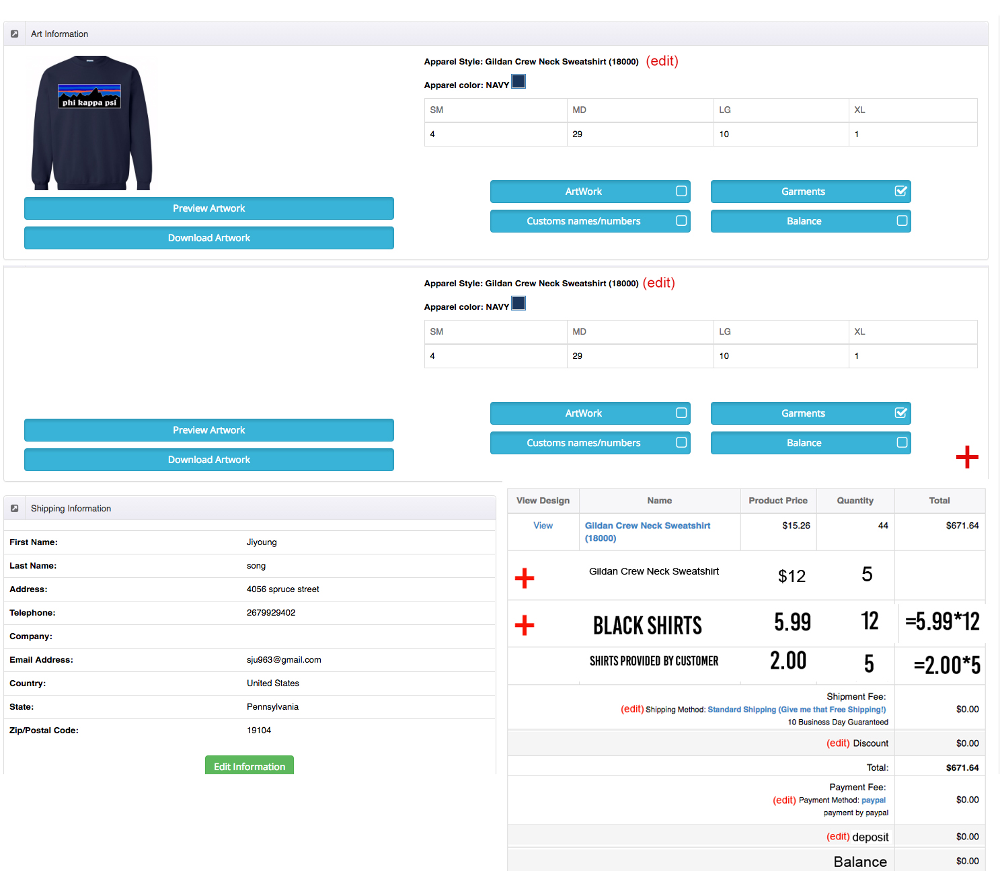 Art Information
phi kappa psi
Apparel Style: Gildan Crew Neck Sweatshirt (18000) (edit)
Apparel color: NAVY
SM MD LG XL
4 29 10 1
ArtWork Garments
Customs names/numbers Balance
Preview Artwork
Download Artwork
Apparel Style: Gildan Crew Neck Sweatshirt (18000) (edit)
Apparel color: NAVY
SM MD LG XL
4 29 10 1
ArtWork Garments
Customs names/numbers Balance
Preview Artwork
Download Artwork
+
Shipping Information
First Name: Jiyoung
Last Name: song
Address: 4056 spruce street
Telephone: 2679929402
Company:
Email Address: sju963@gmail.com
Country: United States
State: Pennsylvania
Zip/Postal Code: 19104
Edit Information
View Design Name Product Price Quantity Total
View Gildan Crew Neck Sweatshirt $15.26 44 $671.64
(18000)
+ Gildan Crew Neck Sweatshirt $12 5
+ BLACK SHIRTS 5.99 12 =5.99*12
SHIRTS PROVIDED BY CUSTOMER 2.00 5 =2.00*5
Shipment Fee:
(edit) Shipping Method: Standard Shipping (Give me that Free Shipping!) $0.00
10 Business Day Guaranteed
(edit) Discount $0.00
Total: $671.64
Payment Fee:
(edit) Payment Method: paypal $0.00
payment by paypal
(edit) deposit $0.00
Balance $0.00